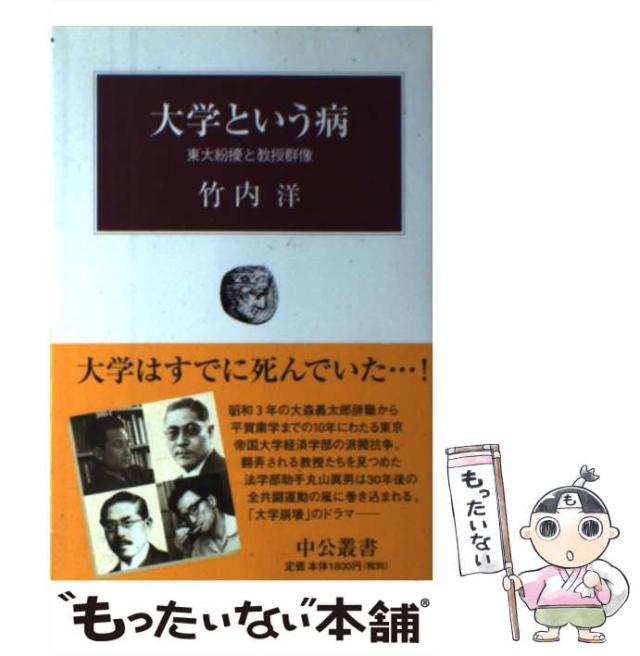 大学という病
東大紛擾と教授群像
竹内 洋
大学はすでに死んでいた…!
昭和3年の大森義太郎辞職から
平賀粛学までの10年にわたる東京
帝国大学経済学部の派閥抗争。
翻弄される教授たちを見つめた
法学部助手丸山真男は30年後の
全共闘運動の嵐に巻き込まれる。
「大学崩壊」のドラマ——
中公叢書
定価 本体1800円(税別)
"もったいない"本舗®
もったいない
も